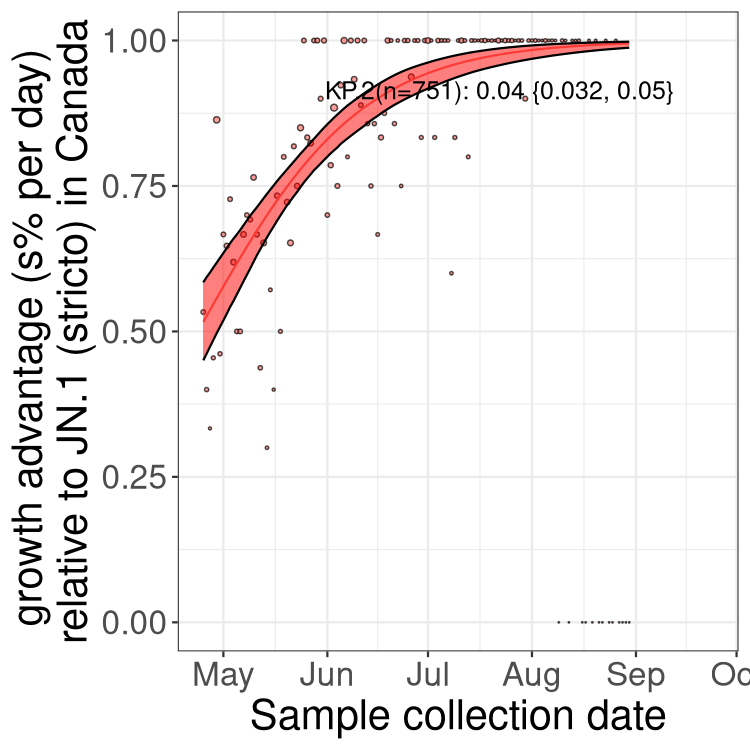 growth advantage (s% per day)
relative to JN.1 (stricto) in Canada
1.00
0.75
0.50
0.25
0.00
KP.2(n=751): 0.04 {0.032, 0.05}
May Jun Jul Aug Sep Oc
Sample collection date